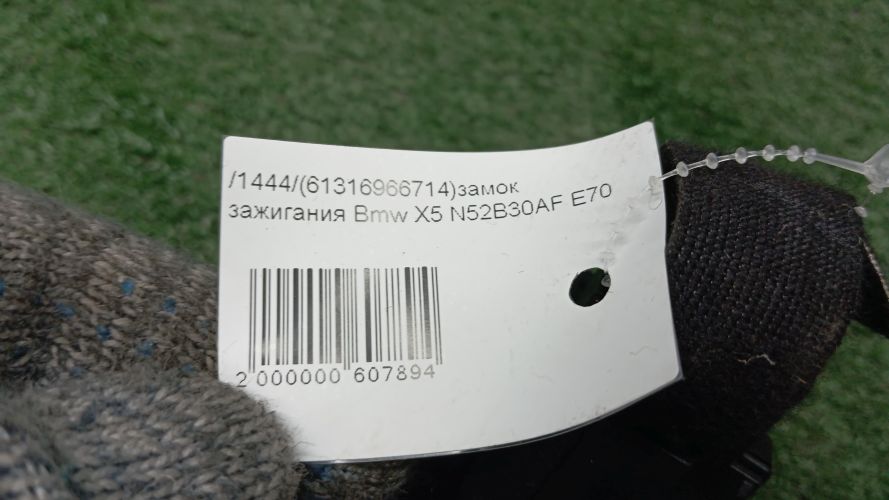 /1444/(61316966714)замок
зажигания Bmw X5 N52B30AF E70
2 000000 607894